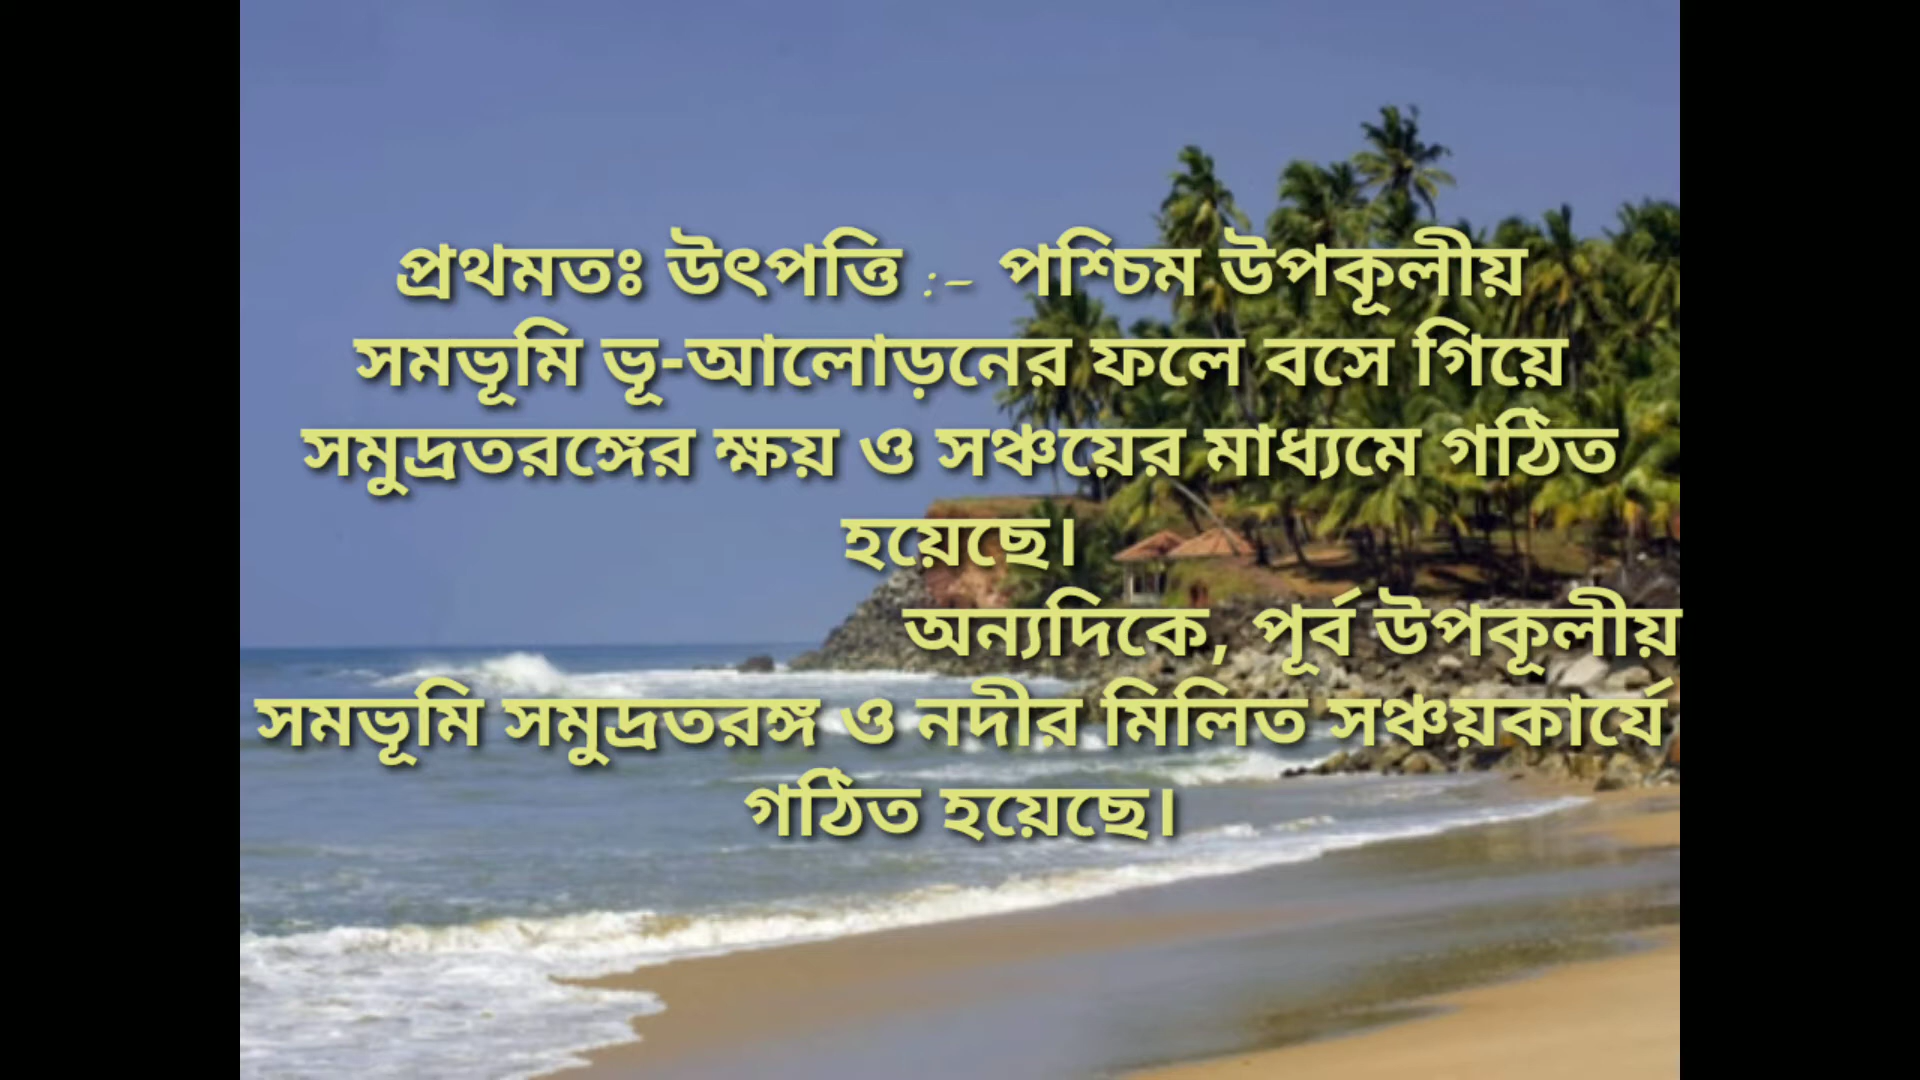 প্রথমতঃ উৎপত্তি :- পশ্চিম উপকূলীয়
সমভূমি ভূ-আলোড়নের ফলে বসে গিয়ে
সমুদ্রতরঙ্গের ক্ষয় ও সঞ্চয়ের মাধ্যমে গঠিত
হয়েছে।
অন্যদিকে, পূর্ব উপকূলীয়
সমভূমি সমুদ্রতরঙ্গ ও নদীর মিলিত সঞ্চয়কার্যে
গঠিত হয়েছে।